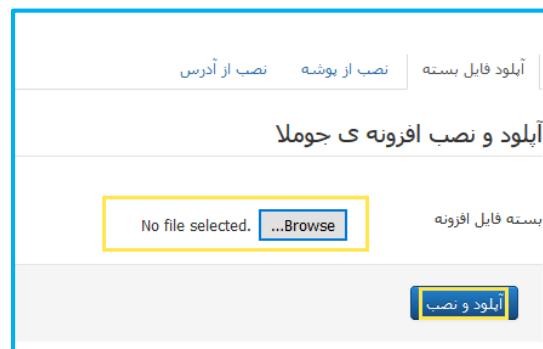 آپلود فایل بسته نصب از پوشه نصب از آدرس
آپلود و نصب افزونه ی جوملا
بسته فایل افزونه
...Browse No file selected.
آپلود و نصب